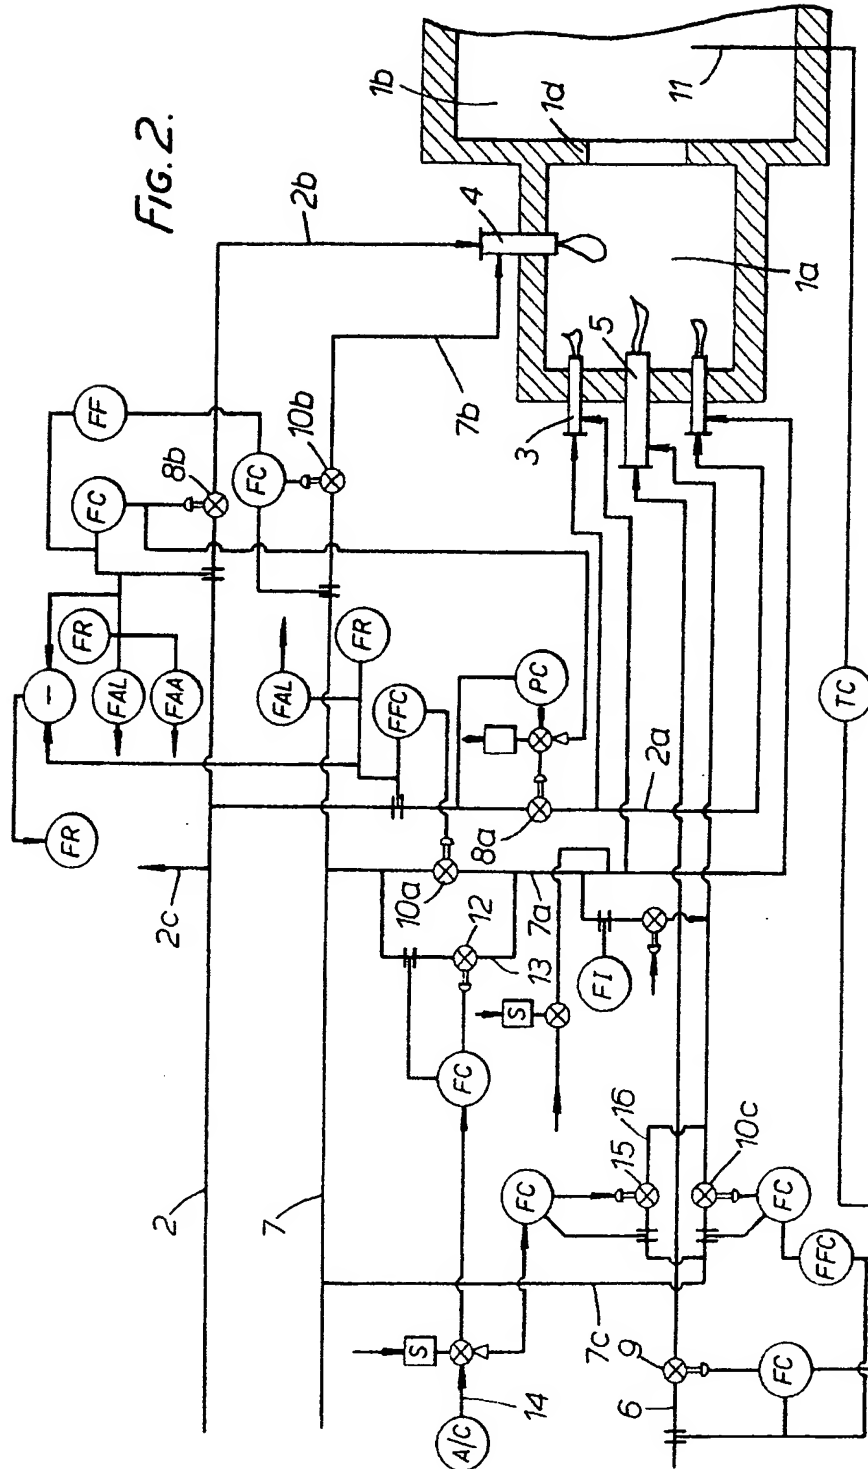 FIG. 2.
1b
1d
11
2b
4
1a
5
3
7b
FF
FC
8b
FC
10b
FR
–
FAL
FAA
FAL
FR
FFC
PC
FR
2c
8a
2a
10a
7a
12
13
FI
S
FC
TC
2
7
16
15
10c
FC
FC
FFC
7c
S
9
FC
14
6
A/C